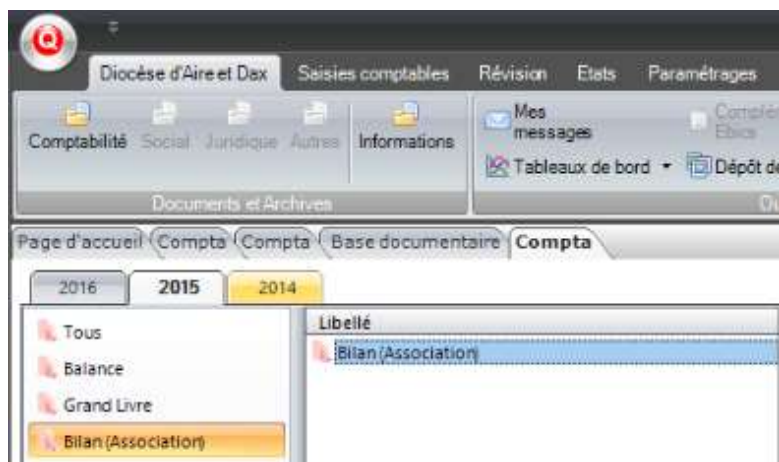 Q
Diocèse d'Aire et Dax Saisies comptables Révision Etats Paramétrages
Comptabilité Social Juridique Autres Informations
Mes messages
Tableaux de bord
Dépôt de
Documents et Archives
Page d'accueil Compta Compta Base documentaire Compta
2016 2015 2014
Tous
Balance
Grand Livre
Bilan (Association)
Libellé
Bilan (Association)